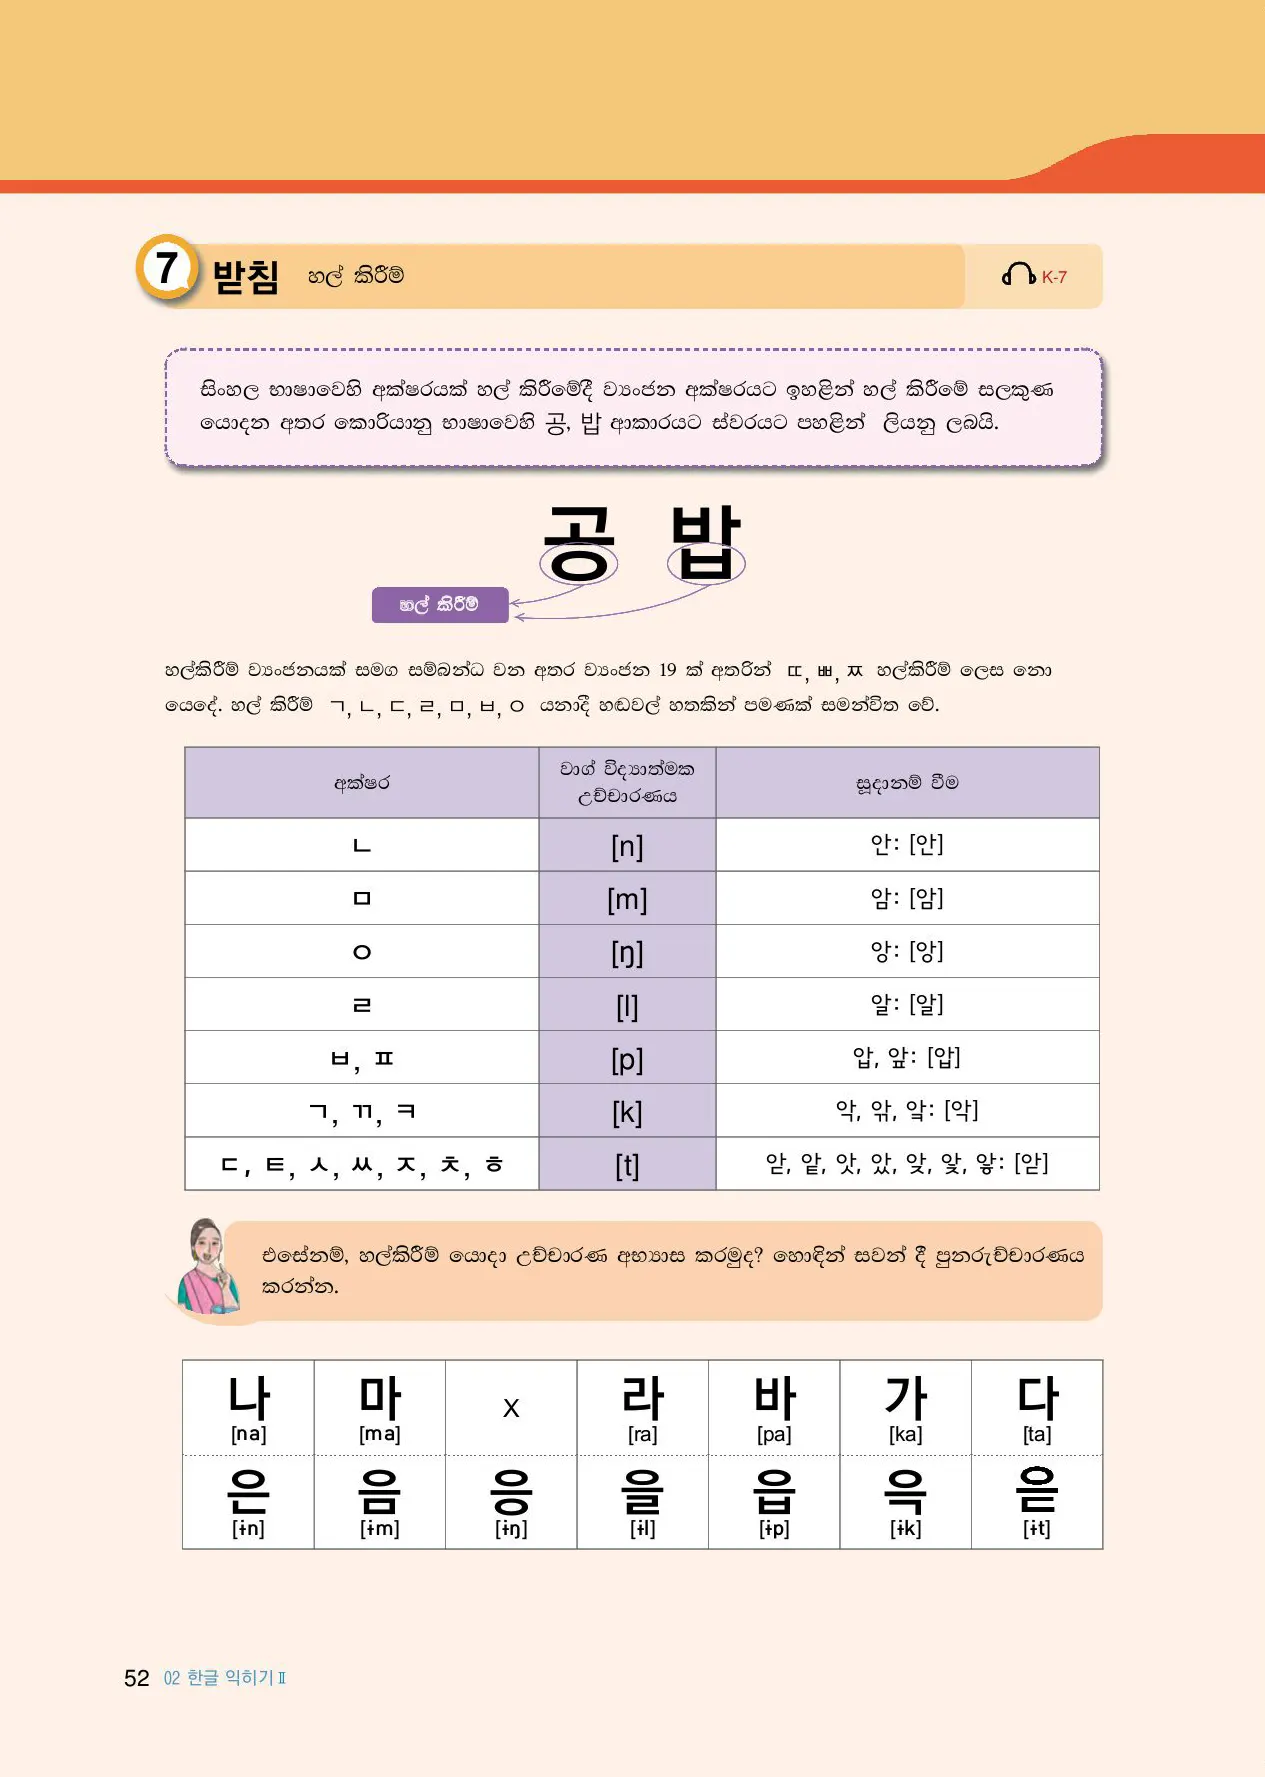 7 받침 හල් කිරීම් K-7
සිංහල භාෂාවෙහි අක්ෂරයක් හල් කිරීමේදී ව්‍යංජන අක්ෂරයට ඉහළින් හල් කිරීමේ සලකුණ
යොදන අතර කොරියානු භාෂාවෙහි 공, 밥 ආකාරයට ස්වරයට පහළින් ලියනු ලබයි.
공 밥
හල් කිරීම්
හල්කිරීම් ව්‍යංජනයක් සමග සම්බන්ධ වන අතර ව්‍යංජන 19 ක් අතරින් ㄸ, ㅃ, ㅉ හල්කිරීම් ලෙස නො
යෙදේ. හල් කිරීම් ㄱ, ㄴ, ㄷ, ㄹ, ㅁ, ㅂ, ㅇ යනාදී හඬවල් හතකින් පමණක් සමන්විත වේ.
අක්ෂර වාග් විද්‍යාත්මක උච්චාරණය සූදානම් වීම
ㄴ [n] 안: [안]
ㅁ [m] 암: [암]
ㅇ [ŋ] 앙: [앙]
ㄹ [l] 알: [알]
ㅂ, ㅍ [p] 압, 앞: [압]
ㄱ, ㄲ, ㅋ [k] 악, 앆, 앜: [악]
ㄷ, ㅌ, ㅅ, ㅆ, ㅈ, ㅊ, ㅎ [t] 앋, 앝, 앗, 았, 앚, 앛, 앟: [앋]
එසේනම්, හල්කිරීම් යොදා උච්චාරණ අභ්‍යාස කරමුද? හොඳින් සවන් දී පුනරුච්චාරණය
කරන්න.
나 마 X 라 바 가 다
[na] [ma] [ra] [pa] [ka] [ta]
은 음 응 을 읍 윽 읃
[ɨn] [ɨm] [ɨŋ] [ɨl] [ɨp] [ɨk] [ɨt]
52 02 한글 익히기 Ⅱ